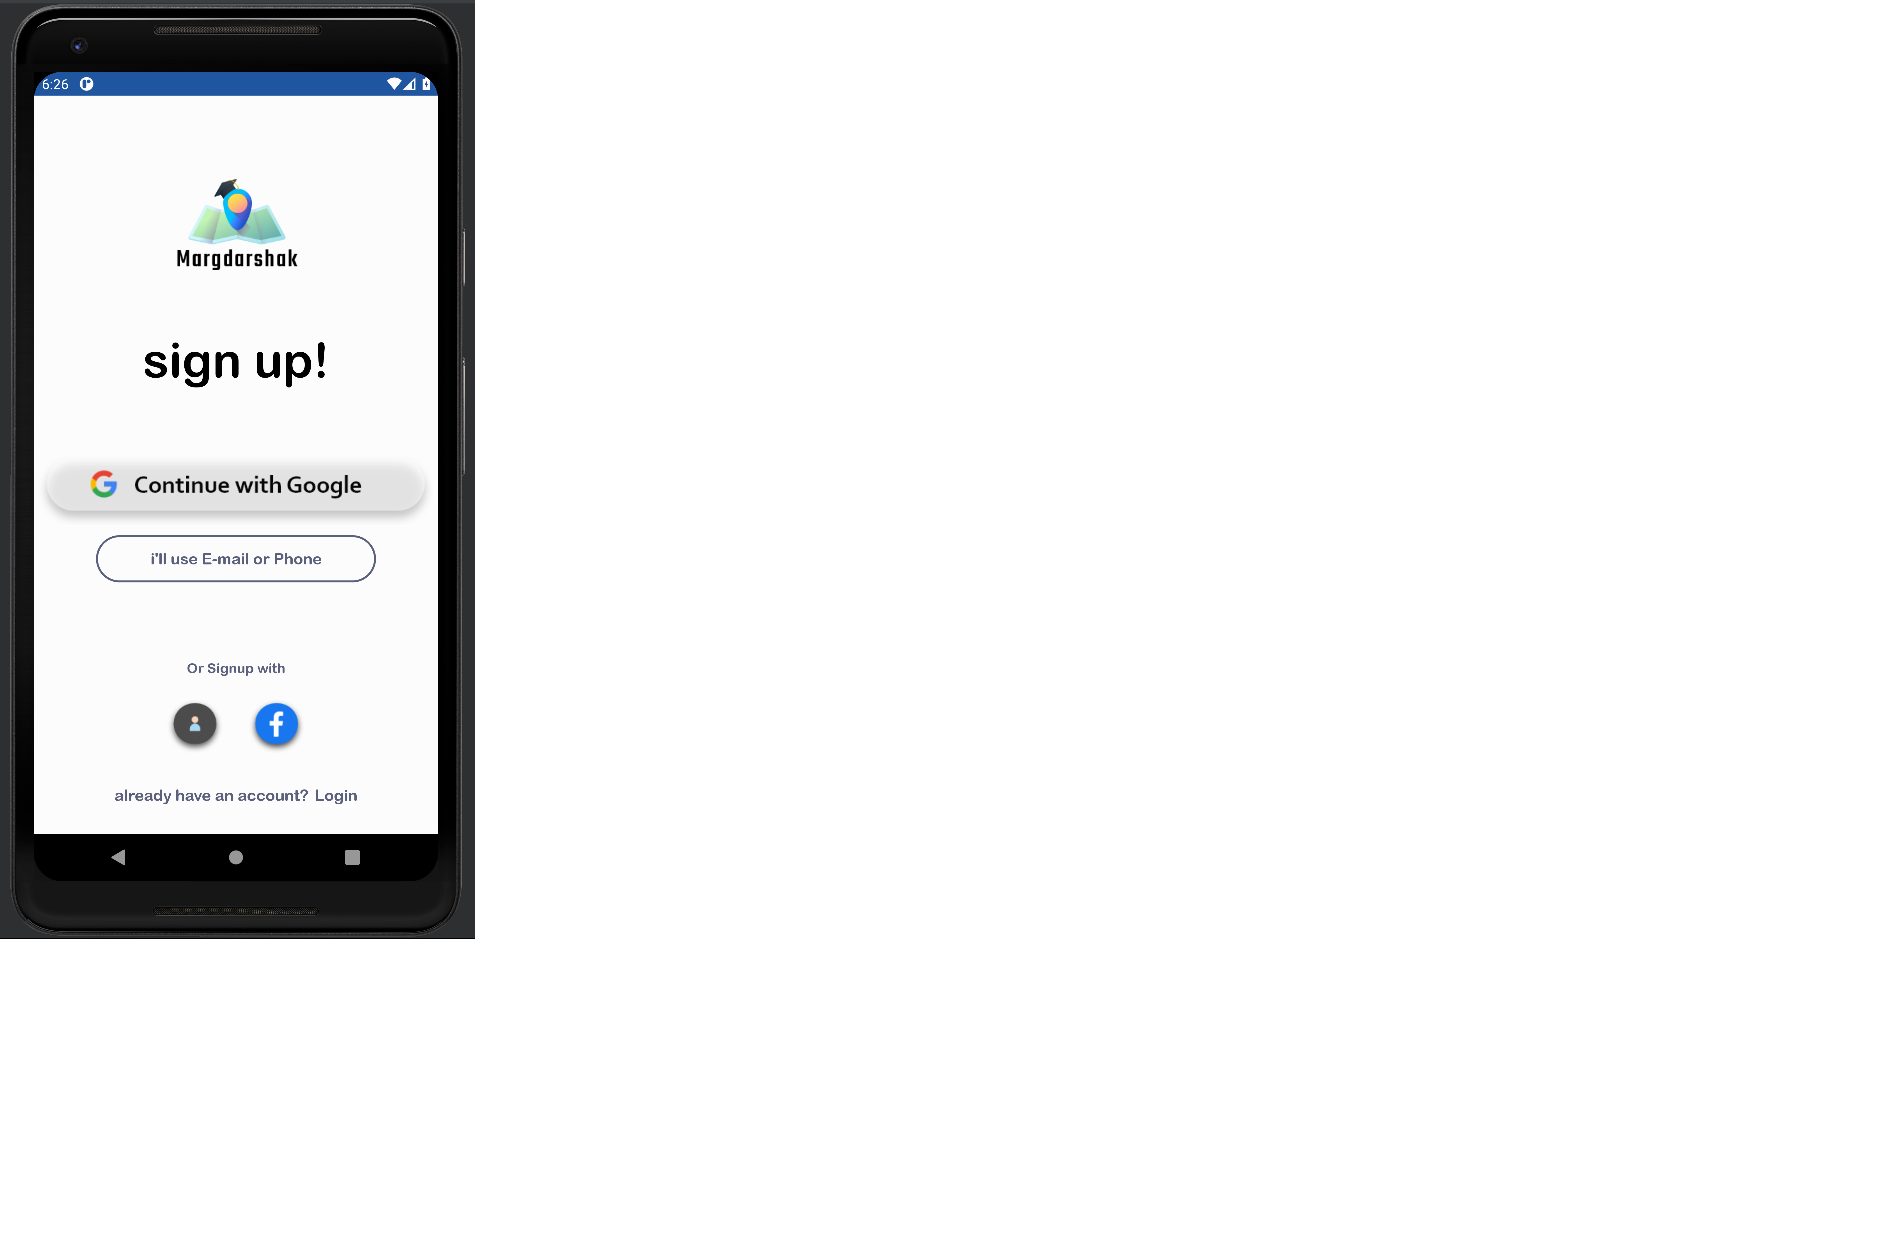 6:26
Margdarshak
sign up!
Continue with Google
i'll use E-mail or Phone
Or Signup with
already have an account? Login